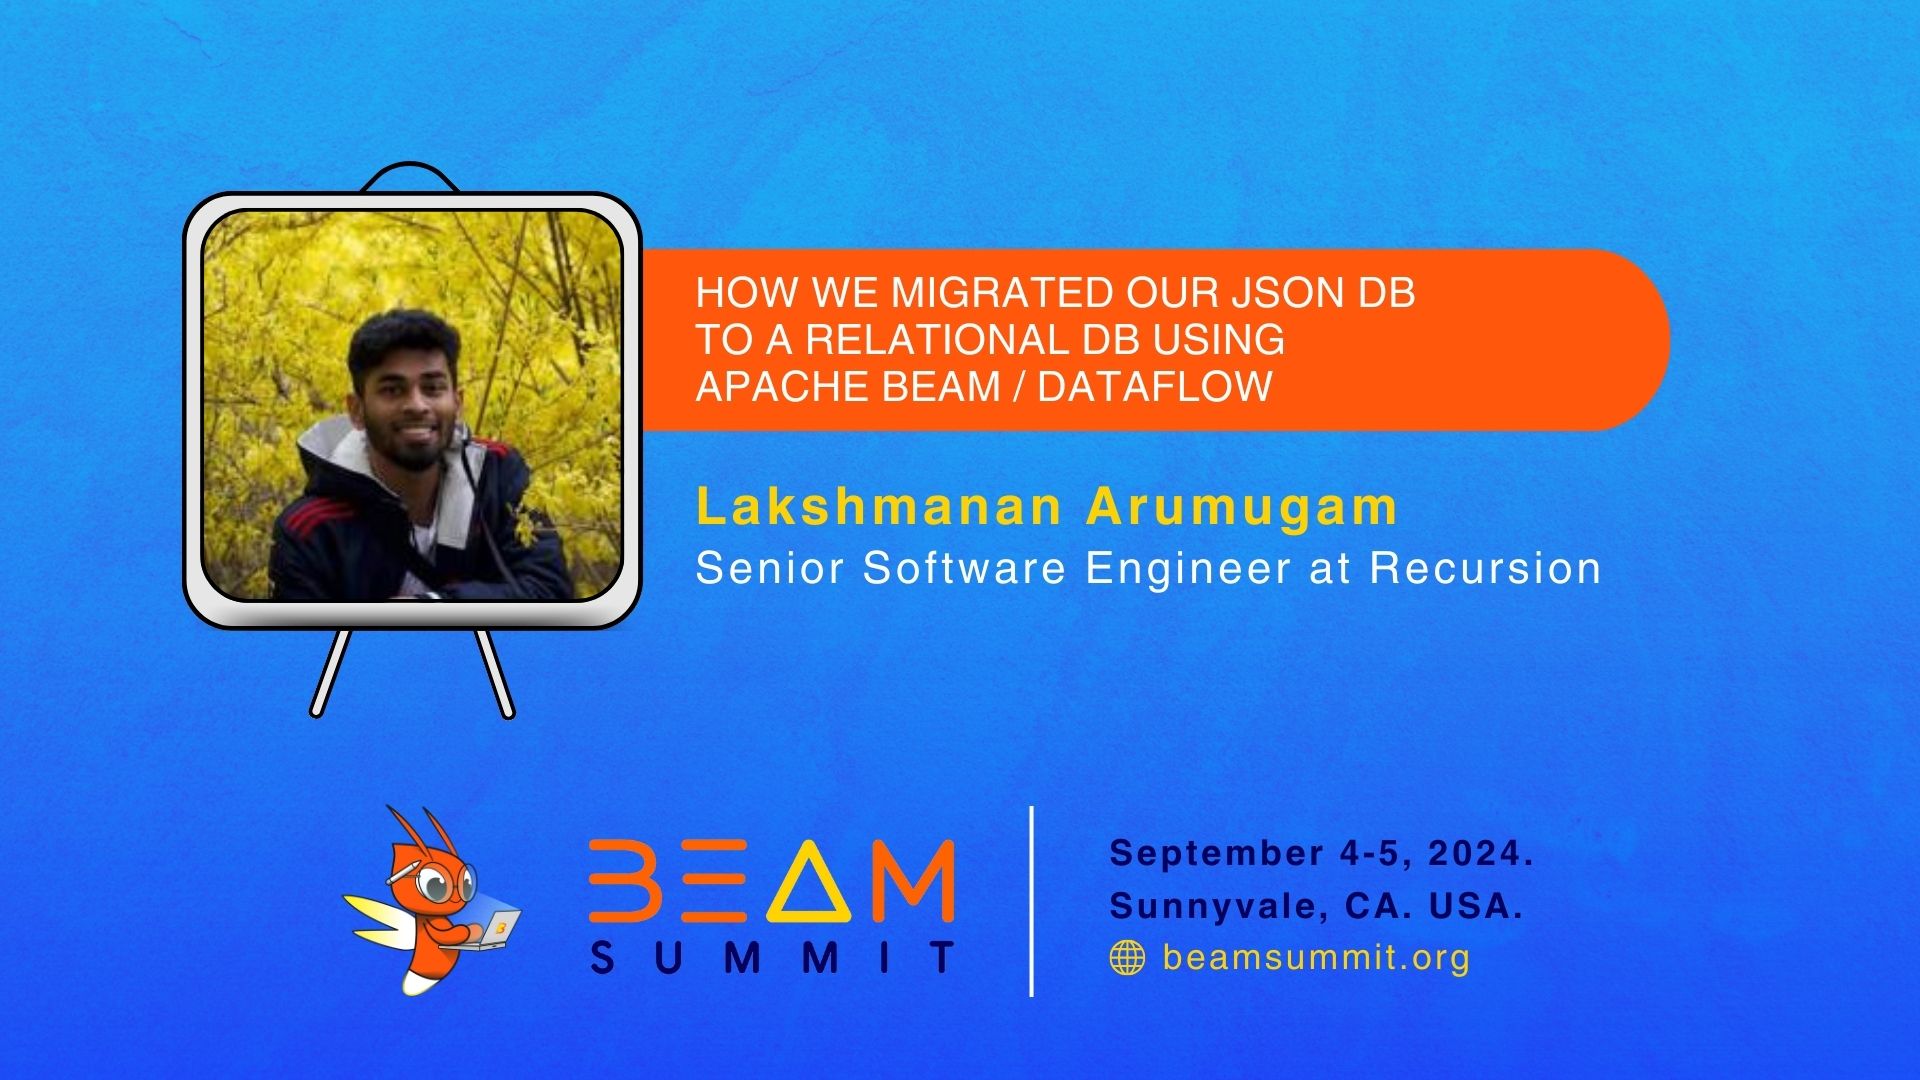 HOW WE MIGRATED OUR JSON DB
TO A RELATIONAL DB USING
APACHE BEAM / DATAFLOW
Lakshmanan Arumugam
Senior Software Engineer at Recursion
BEAM
SUMMIT
September 4-5, 2024.
Sunnyvale, CA. USA.
beamsummit.org